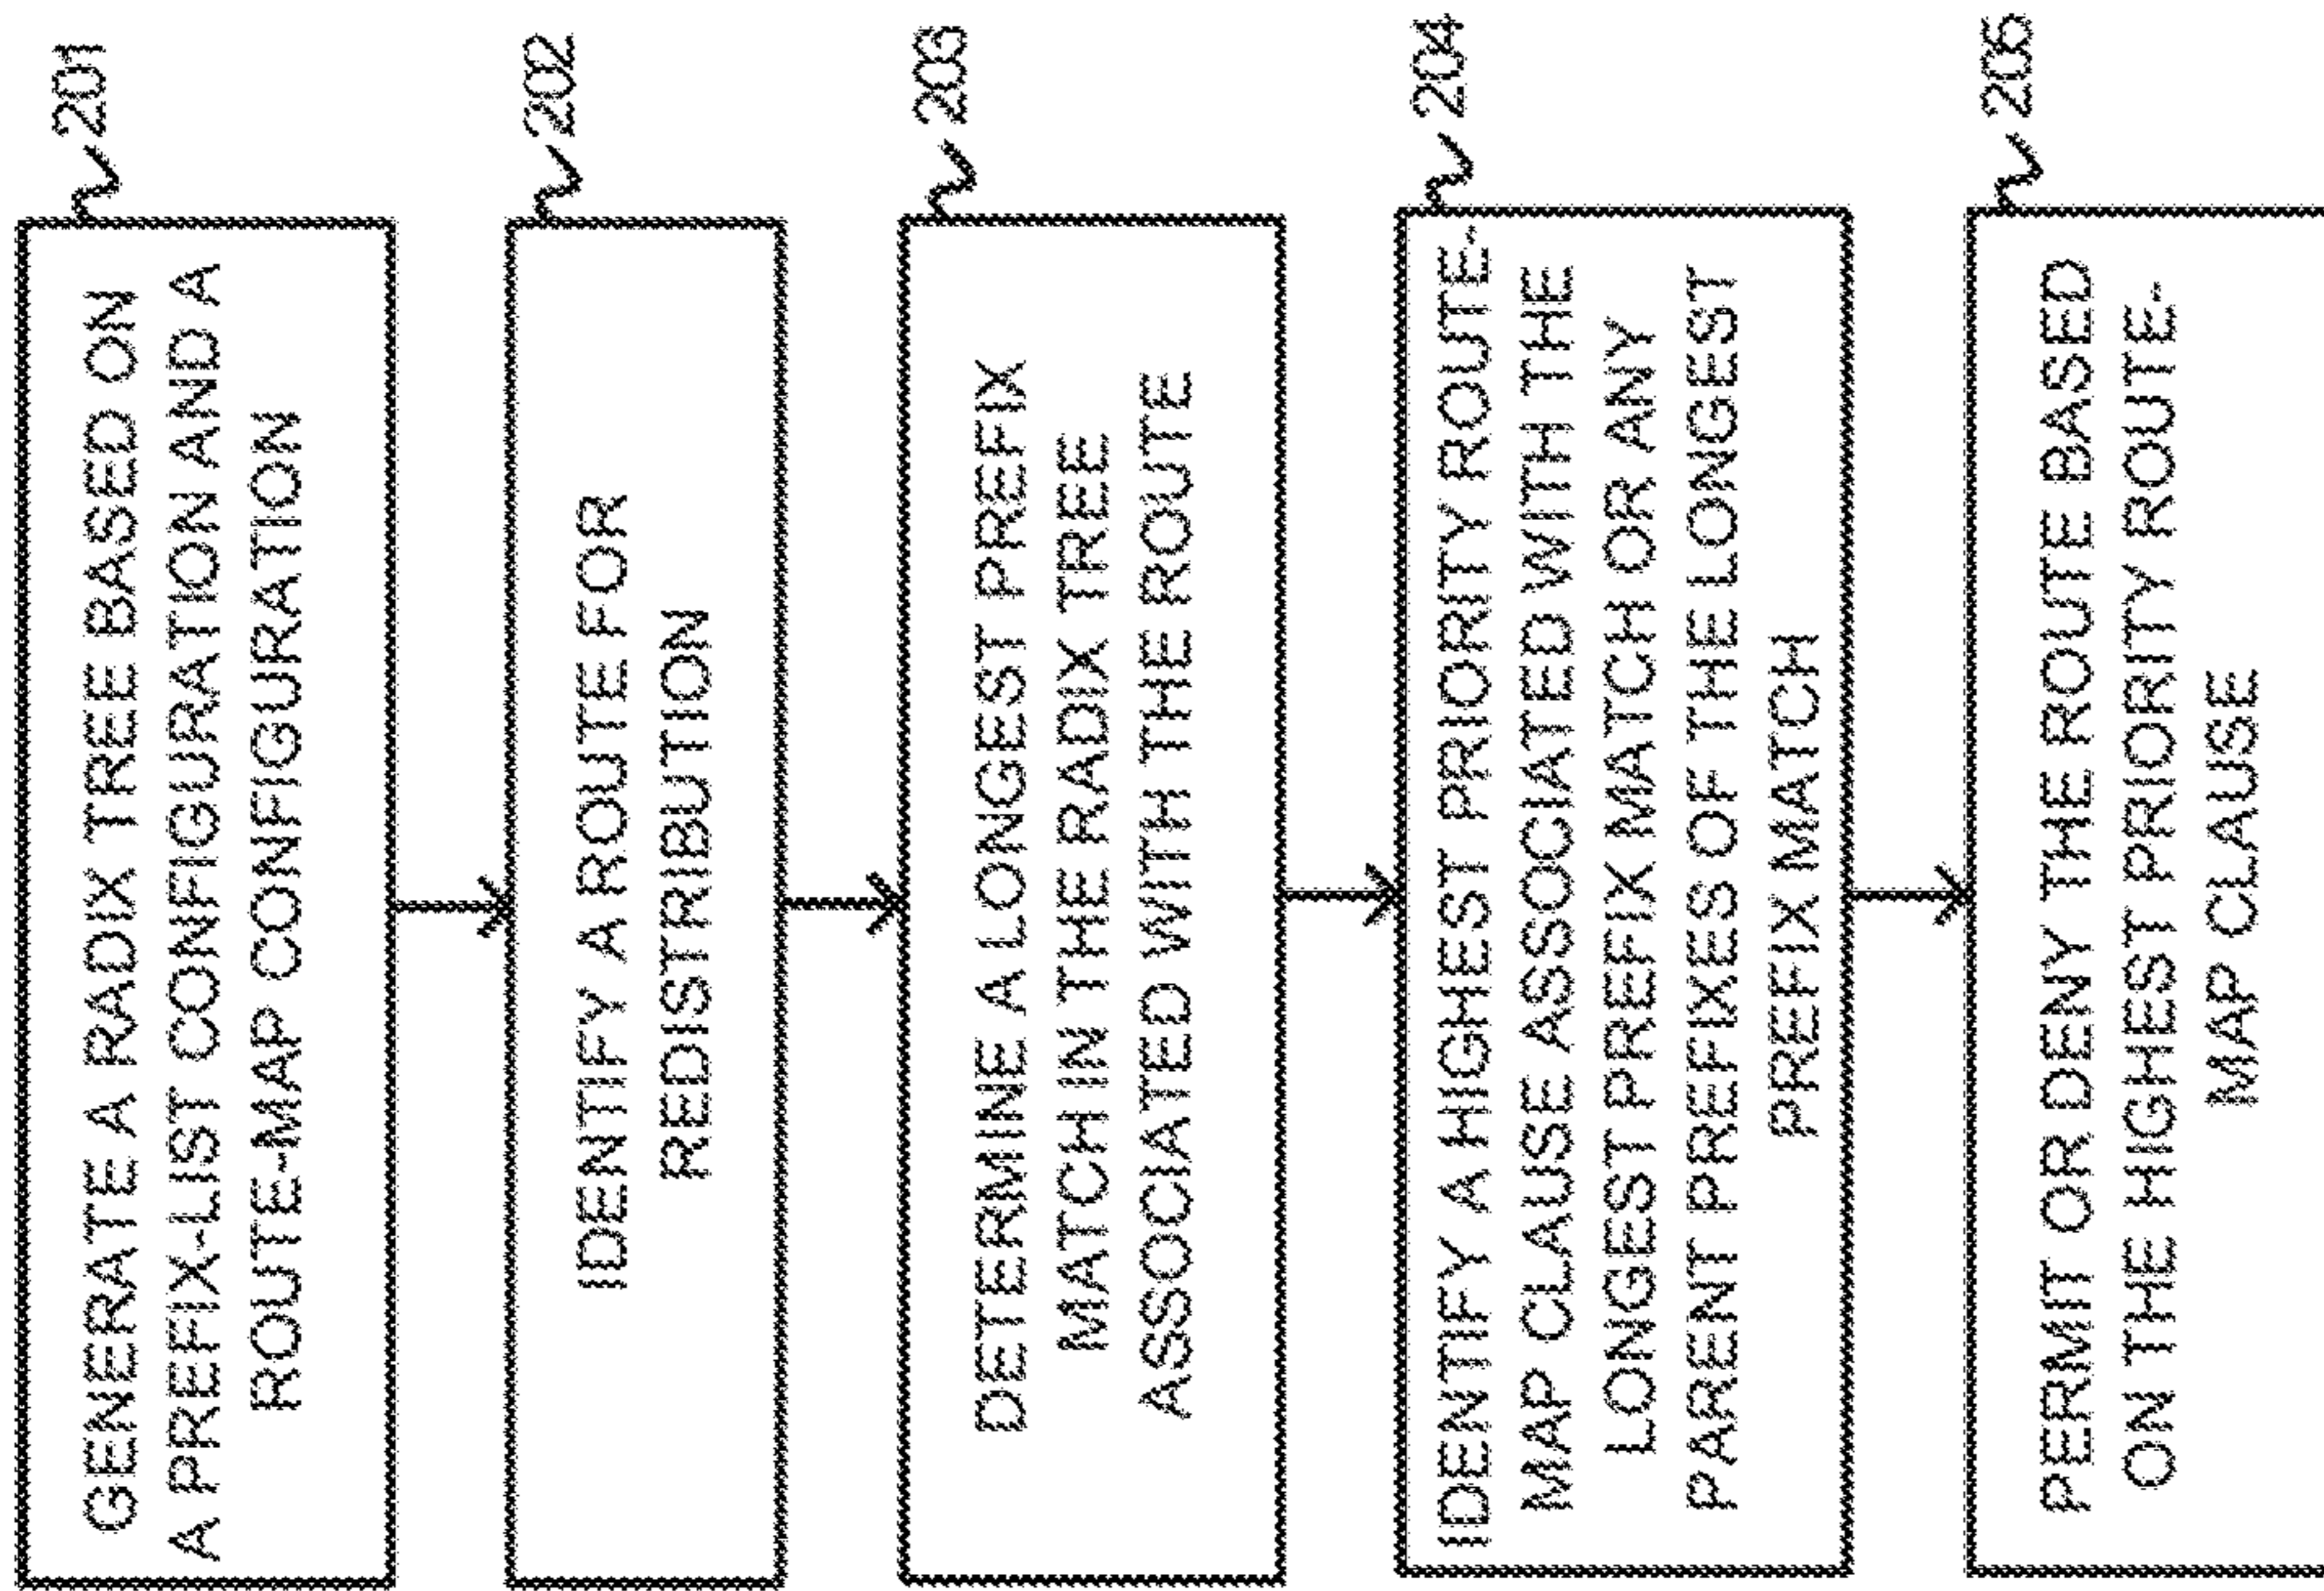 201
GENERATE A RADIX TREE BASED ON
A PREFIX-LIST CONFIGURATION AND A
ROUTE-MAP CONFIGURATION
202
IDENTIFY A ROUTE FOR
REDISTRIBUTION
203
DETERMINE A LONGEST PREFIX
MATCH IN THE RADIX TREE
ASSOCIATED WITH THE ROUTE
204
IDENTIFY A HIGHEST PRIORITY ROUTE-
MAP CLAUSE ASSOCIATED WITH THE
LONGEST PREFIX MATCH OR ANY
PARENT PREFIXES OF THE LONGEST
PREFIX MATCH
205
PERMIT OR DENY THE ROUTE BASED
ON THE HIGHEST PRIORITY ROUTE-
MAP CLAUSE